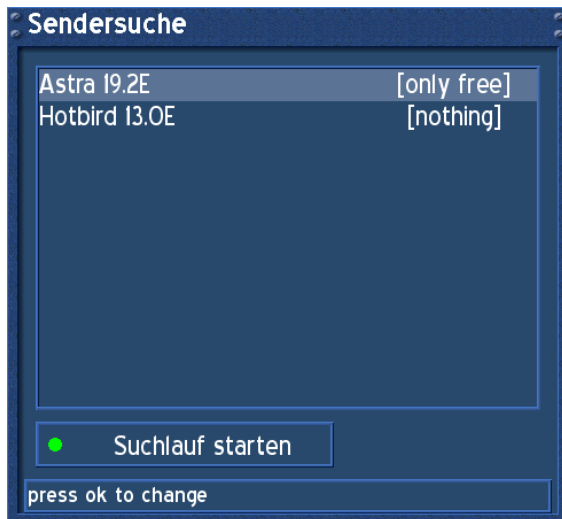 Sendersuche
Astra 19.2E [only free]
Hotbird 13.0E [nothing]
Suchlauf starten
press ok to change